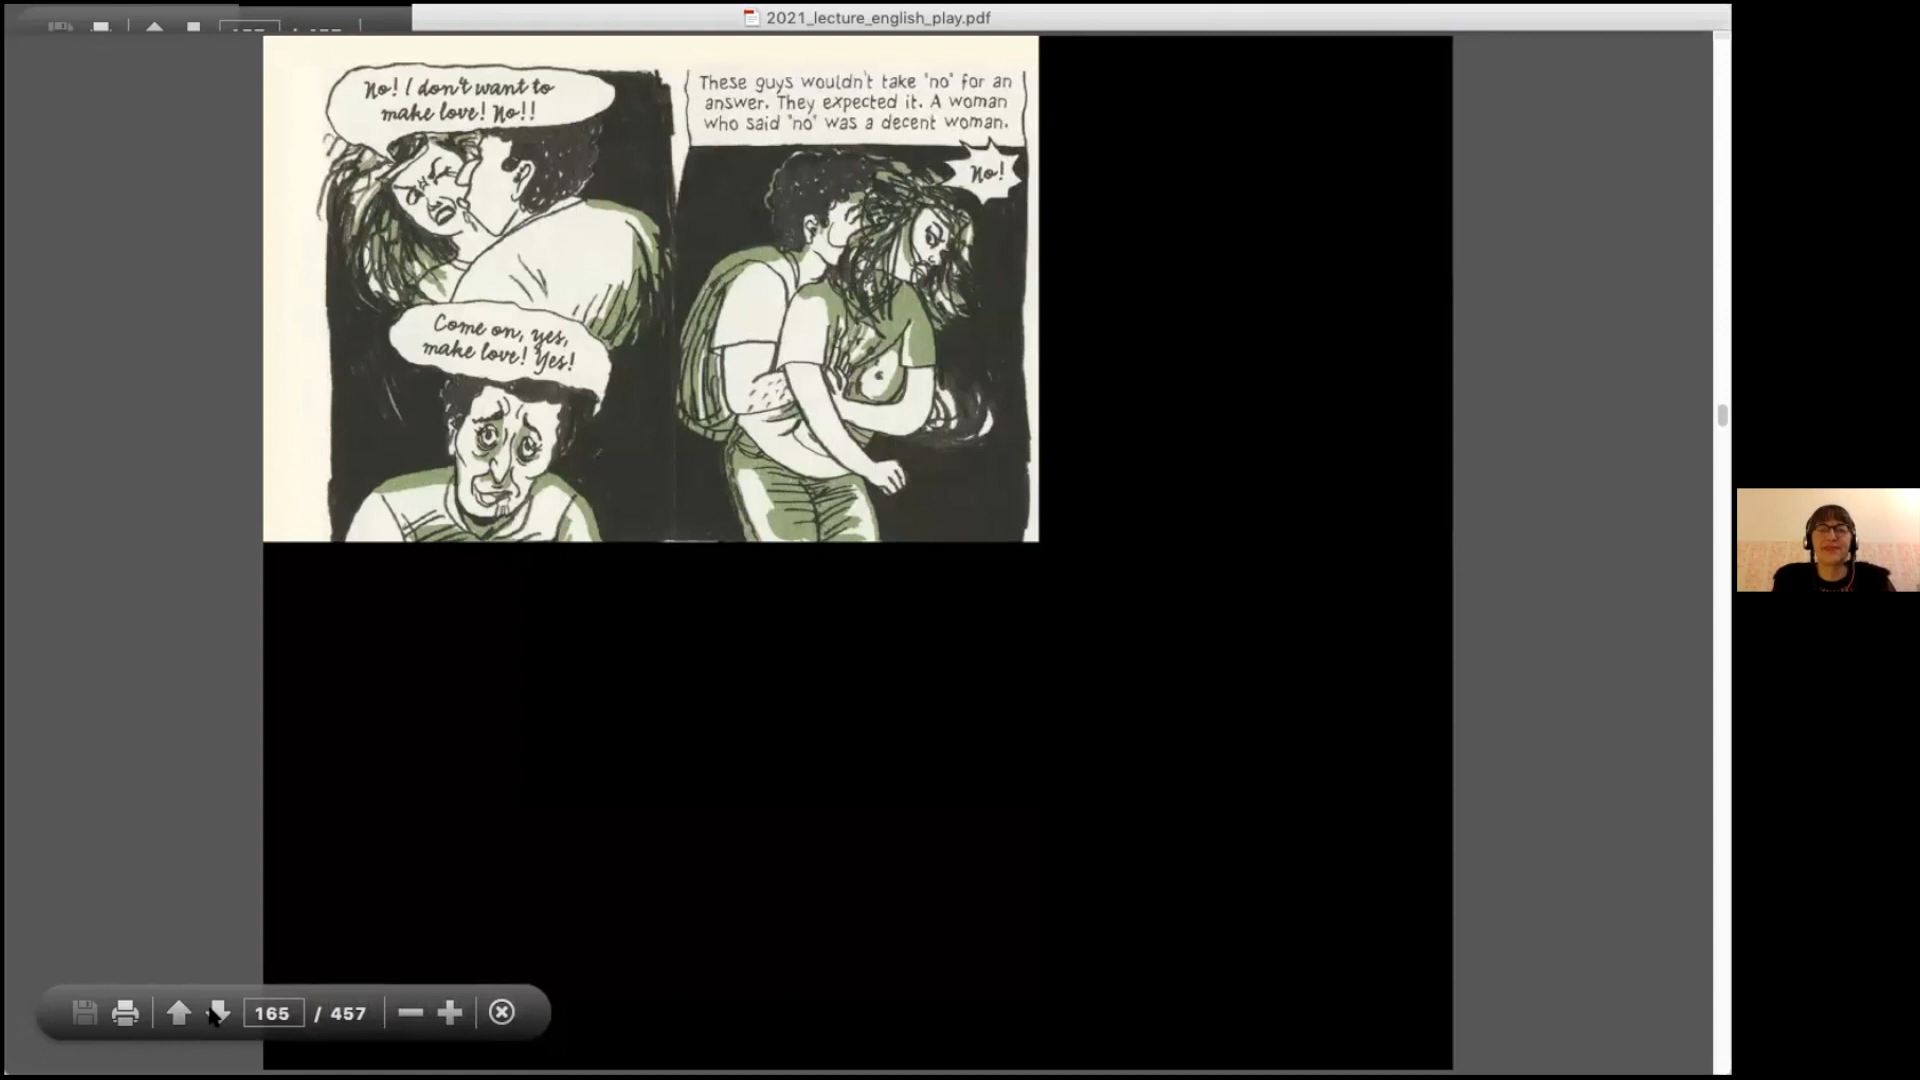 2021_lecture_english_play.pdf
No! I don't want to
make love! No!!
Come on, yes,
make love! Yes!
These guys wouldn't take "no" for an
answer. They expected it. A woman
who said "no" was a decent woman.
No!
165 / 457